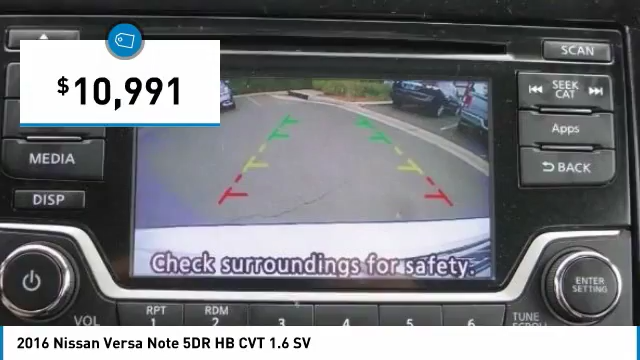 $10,991
SCAN
SEEK
CAT
Apps
MEDIA
BACK
DISP
Check surroundings for safety.
ENTER
SETTING
VOL
RPT
1
RDM
2
3
4
5
6
TUNE
SCROLL
2016 Nissan Versa Note 5DR HB CVT 1.6 SV